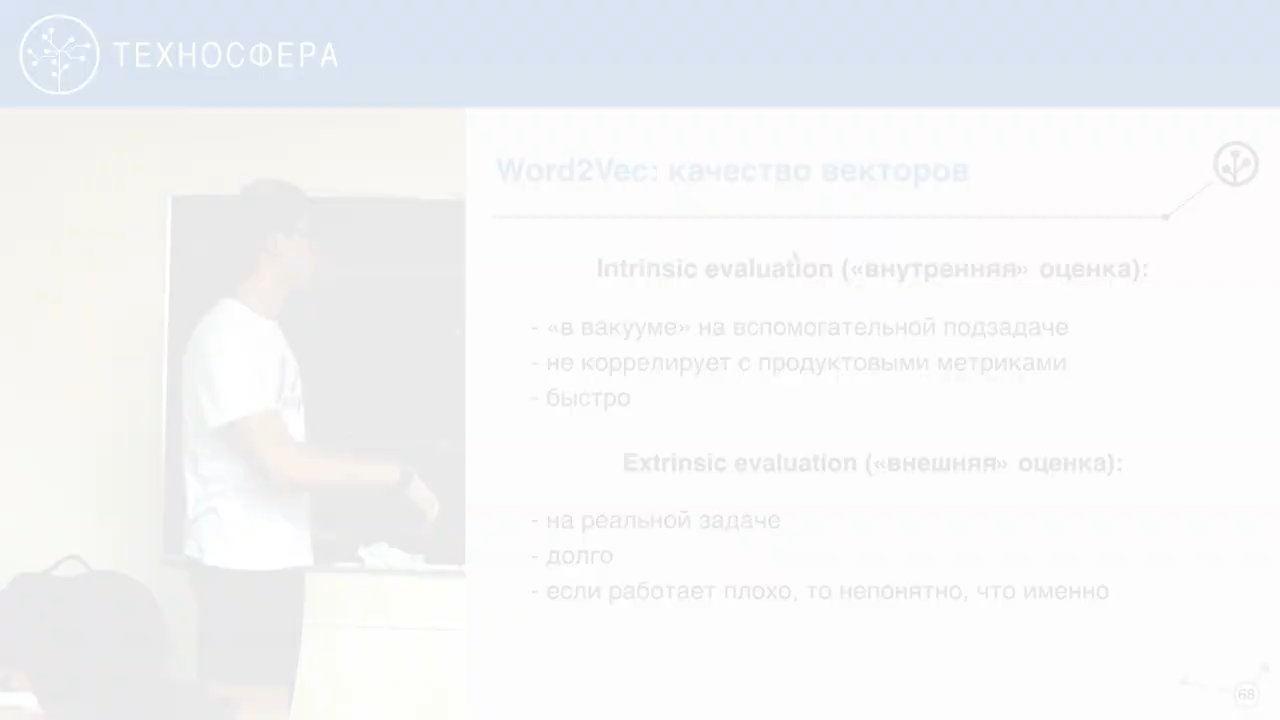 ТЕХНОСФЕРА
Word2Vec: качество векторов
Intrinsic evaluation («внутренняя» оценка):
- «в вакууме» на вспомогательной подзадаче
- не коррелирует с продуктовыми метриками
- быстро
Extrinsic evaluation («внешняя» оценка):
- на реальной задаче
- долго
- если работает плохо, то непонятно, что именно
68